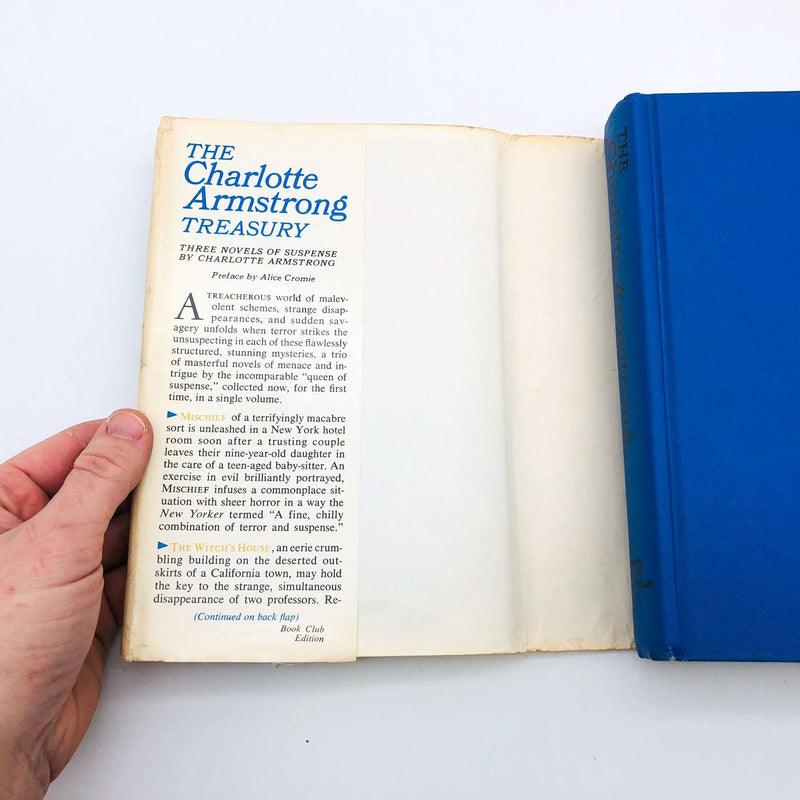 THE
Charlotte
Armstrong
TREASURY
THREE NOVELS OF SUSPENSE
BY CHARLOTTE ARMSTRONG
Preface by Alice Cromie
A TREACHEROUS world of malev-
olent schemes, strange disap-
pearances, and sudden sav-
agery unfolds when terror strikes the
unsuspecting in each of these flawlessly
structured, stunning mysteries, a trio
of masterful novels of menace and in-
trigue by the incomparable “queen of
suspense,” collected now, for the first
time, in a single volume.
► MISCHIEF of a terrifyingly macabre
sort is unleashed in a New York hotel
room soon after a trusting couple
leaves their nine-year-old daughter in
the care of a teen-aged baby-sitter. An
exercise in evil brilliantly portrayed,
MISCHIEF infuses a commonplace sit-
uation with sheer horror in a way the
New Yorker termed “A fine, chilly
combination of terror and suspense.”
► THE WITCH'S HOUSE, an eerie crum-
bling building on the deserted out-
skirts of a California town, may hold
the key to the strange, simultaneous
disappearance of two professors. Re-
(Continued on back flap)
Book Club
Edition
THE
Charlotte Armstrong